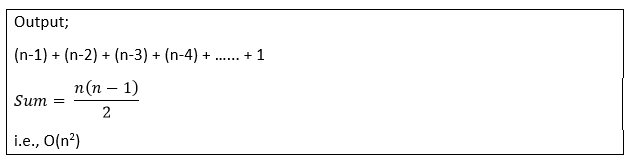 Output;
(n-1) + (n-2) + (n-3) + (n-4) + ...... + 1
Sum = n(n − 1) / 2
i.e., O(n²)